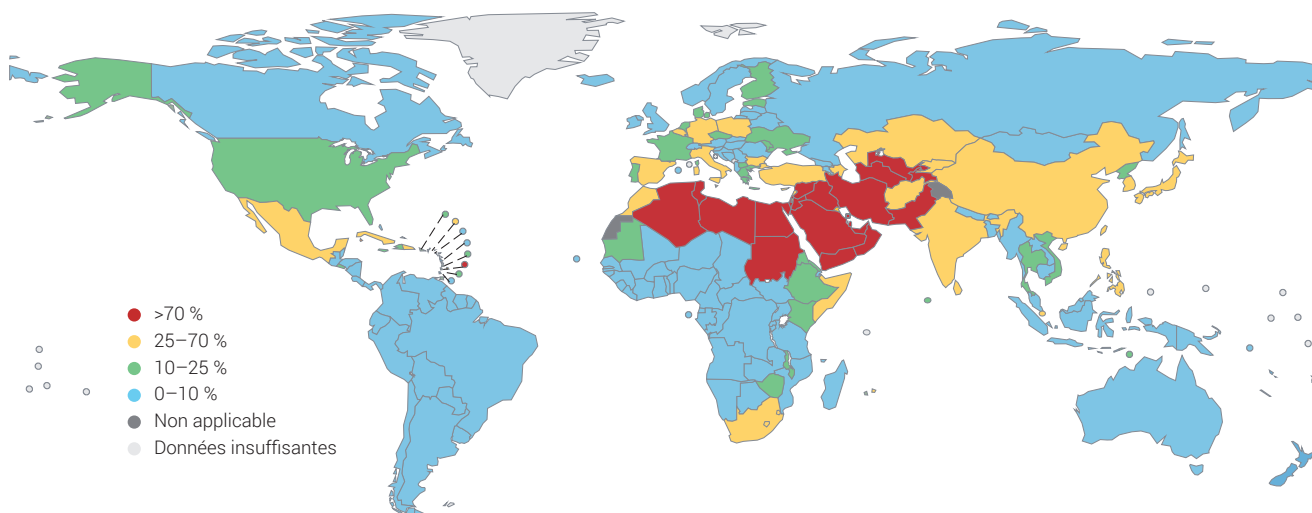 >70 %
25–70 %
10–25 %
0–10 %
Non applicable
Données insuffisantes